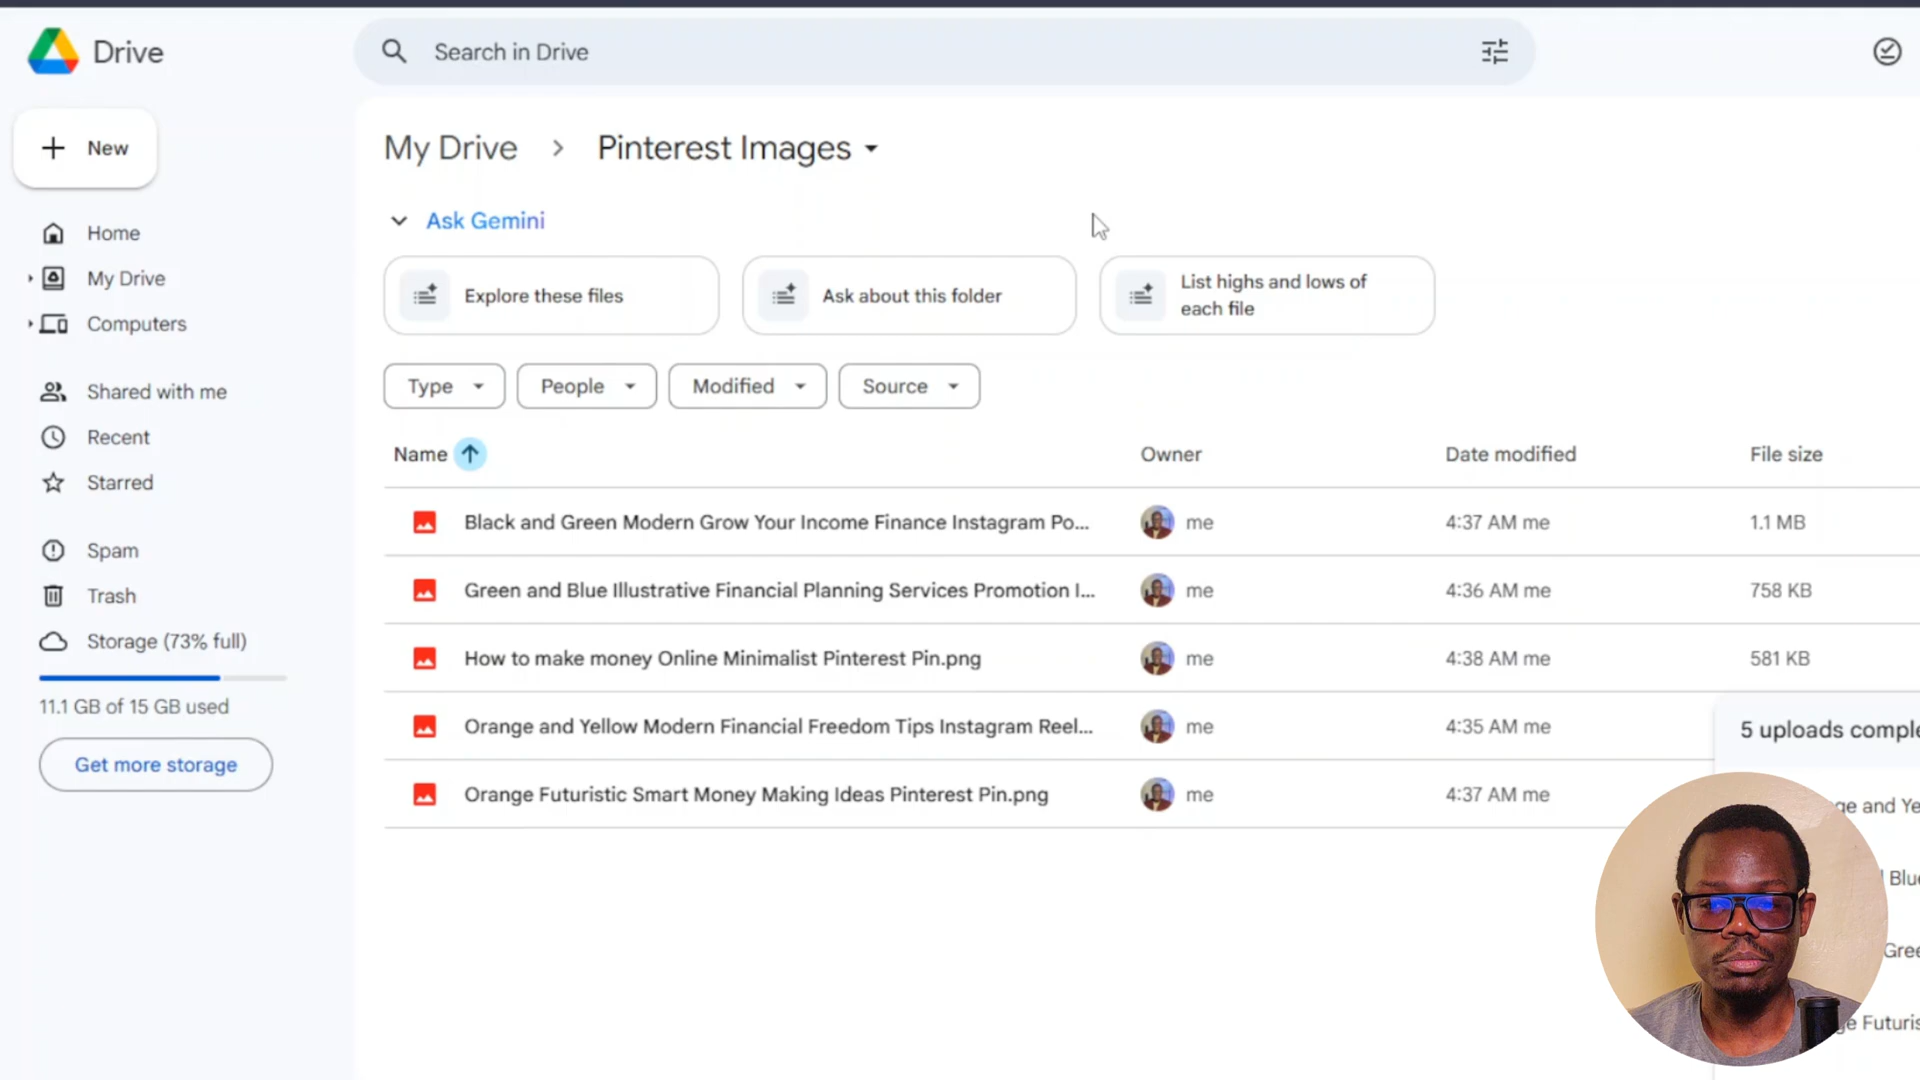 Drive
Search in Drive
New
My Drive > Pinterest Images
Ask Gemini
Explore these files
Ask about this folder
List highs and lows of
each file
Home
My Drive
Computers
Shared with me
Recent
Starred
Spam
Trash
Storage (73% full)
11.1 GB of 15 GB used
Get more storage
Type
People
Modified
Source
Name Owner Date modified File size
Black and Green Modern Grow Your Income Finance Instagram Po... me 4:37 AM me 1.1 MB
Green and Blue Illustrative Financial Planning Services Promotion I... me 4:36 AM me 758 KB
How to make money Online Minimalist Pinterest Pin.png me 4:38 AM me 581 KB
Orange and Yellow Modern Financial Freedom Tips Instagram Reel... me 4:35 AM me
Orange Futuristic Smart Money Making Ideas Pinterest Pin.png me 4:37 AM me
5 uploads comple
ge and Ye
Blue
Gree
e Futuris